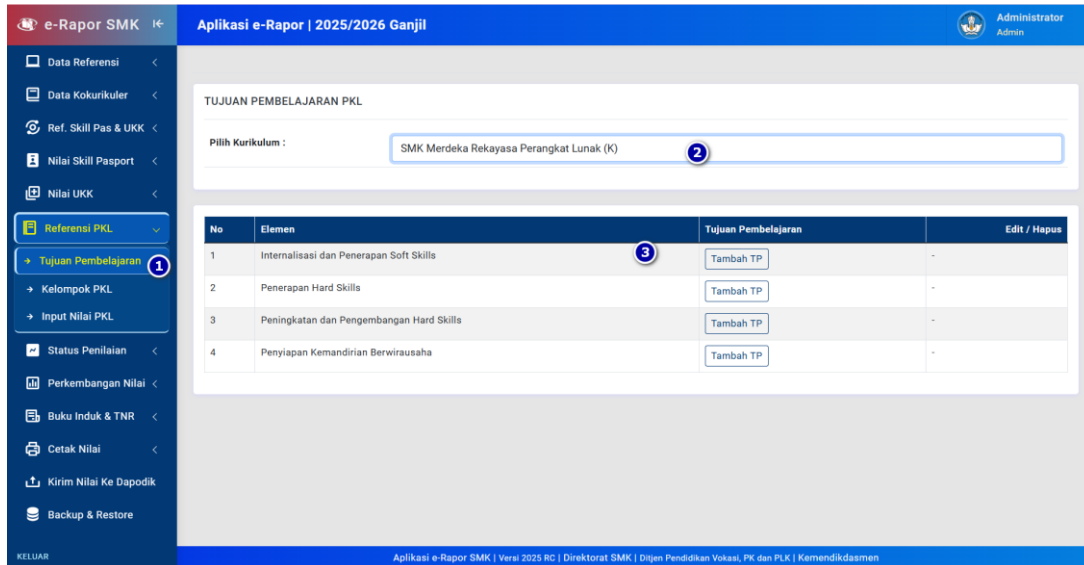 e-Rapor SMK
Aplikasi e-Rapor | 2025/2026 Ganjil
Administrator
Admin
Data Referensi
Data Kokurikuler
Ref. Skill Pas & UKK
Nilai Skill Pasport
Nilai UKK
Referensi PKL
Tujuan Pembelajaran
1
Kelompok PKL
Input Nilai PKL
Status Penilaian
Perkembangan Nilai
Buku Induk & TNR
Cetak Nilai
Kirim Nilai Ke Dapodik
Backup & Restore
KELUAR
TUJUAN PEMBELAJARAN PKL
Pilih Kurikulum :
SMK Merdeka Rekayasa Perangkat Lunak (K)
2
No Elemen Tujuan Pembelajaran Edit / Hapus
1 Internalisasi dan Penerapan Soft Skills 3 Tambah TP -
2 Penerapan Hard Skills Tambah TP -
3 Peningkatan dan Pengembangan Hard Skills Tambah TP -
4 Penyiapan Kemandirian Berwirausaha Tambah TP -
Aplikasi e-Rapor SMK | Versi 2025 RC | Direktorat SMK | Ditjen Pendidikan Vokasi, PK dan PLK | Kemendikdasmen